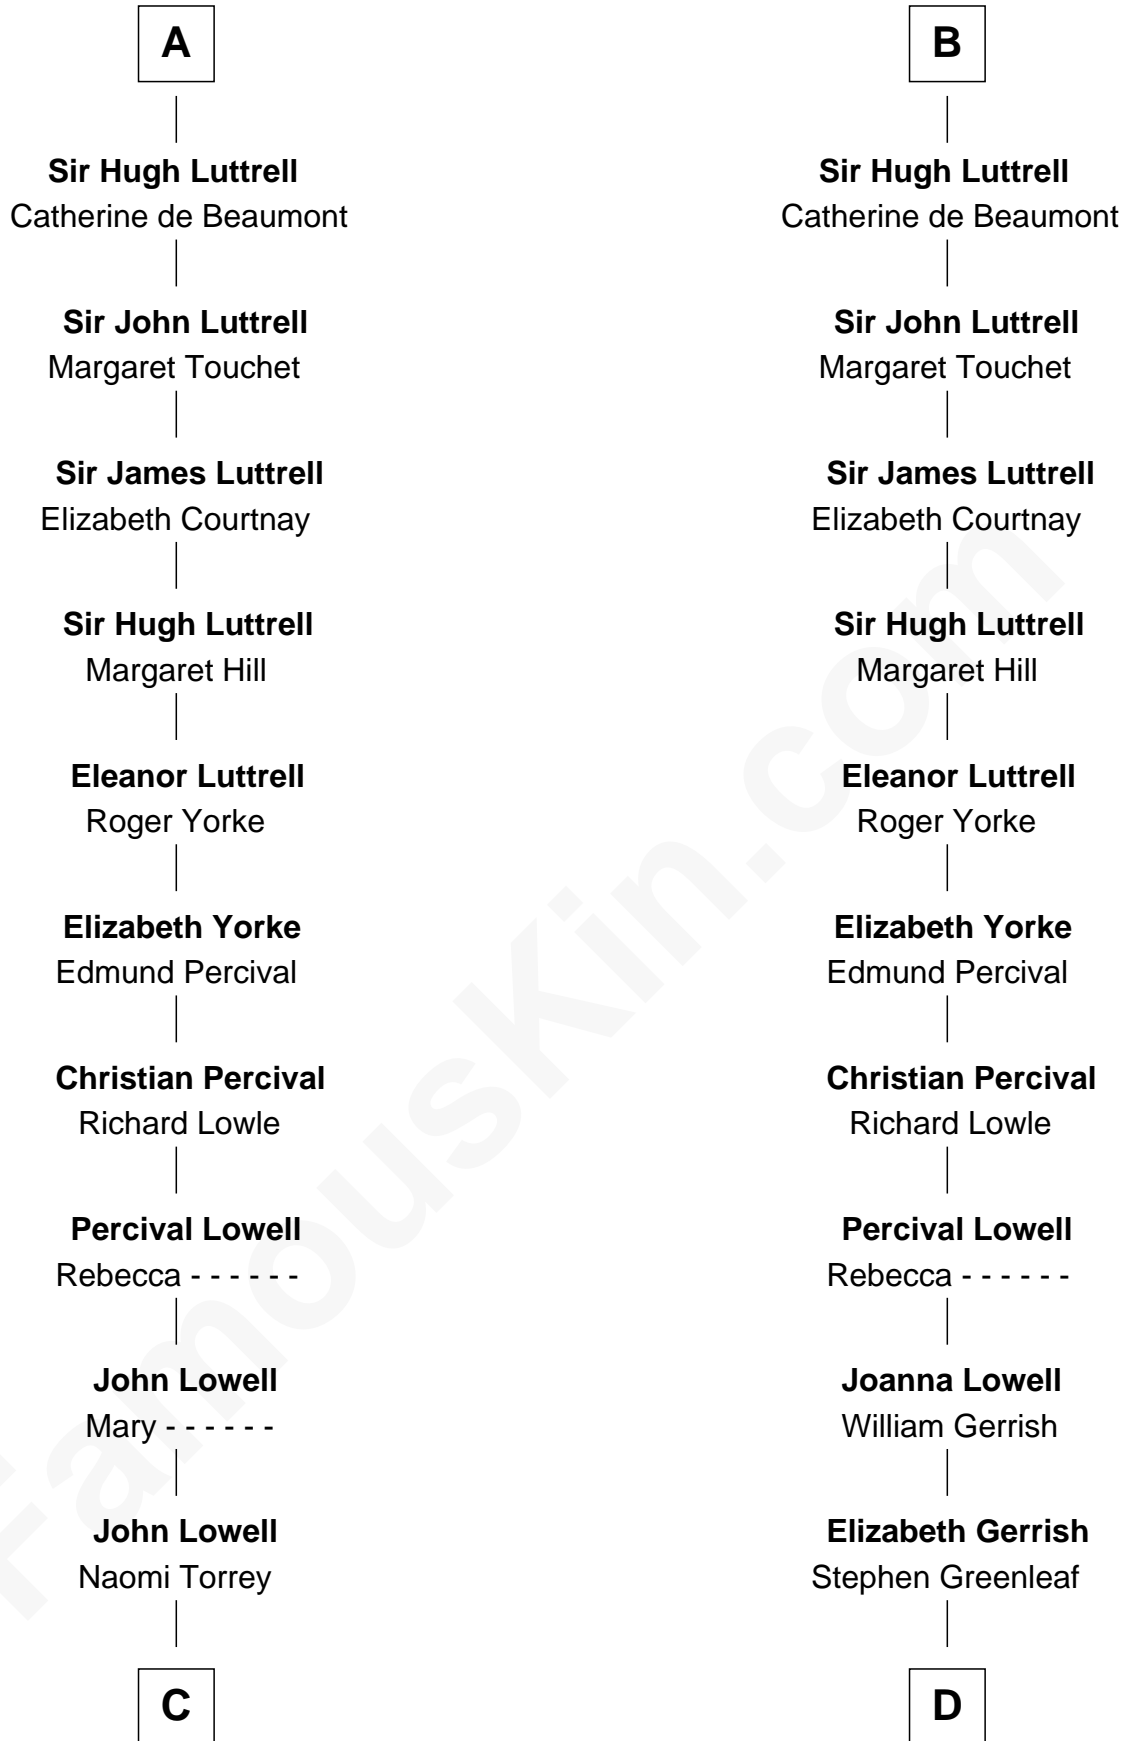 A
Sir Hugh Luttrell
Catherine de Beaumont
Sir John Luttrell
Margaret Touchet
Sir James Luttrell
Elizabeth Courtnay
Sir Hugh Luttrell
Margaret Hill
Eleanor Luttrell
Roger Yorke
Elizabeth Yorke
Edmund Percival
Christian Percival
Richard Lowle
Percival Lowell
Rebecca - - - - - -
John Lowell
Mary - - - - - -
John Lowell
Naomi Torrey
C
B
Sir Hugh Luttrell
Catherine de Beaumont
Sir John Luttrell
Margaret Touchet
Sir James Luttrell
Elizabeth Courtnay
Sir Hugh Luttrell
Margaret Hill
Eleanor Luttrell
Roger Yorke
Elizabeth Yorke
Edmund Percival
Christian Percival
Richard Lowle
Percival Lowell
Rebecca - - - - - -
Joanna Lowell
William Gerrish
Elizabeth Gerrish
Stephen Greenleaf
D
FamousKin.com